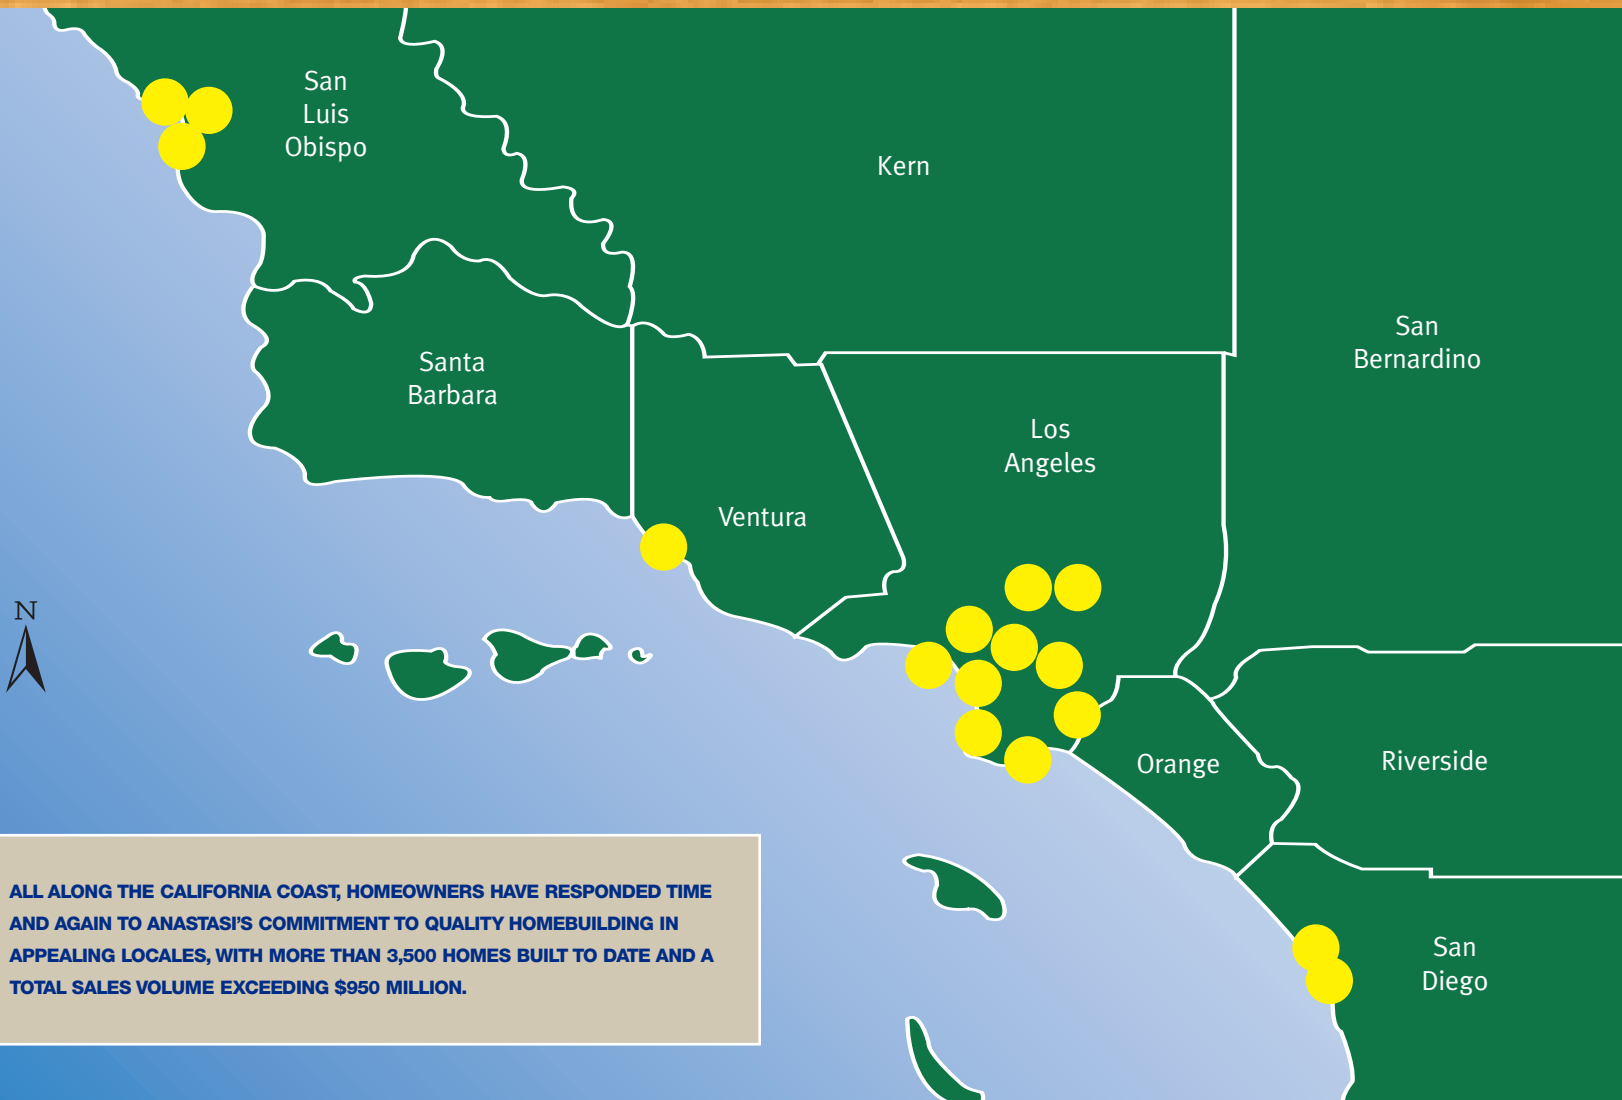 San
Luis
Obispo
Kern
San
Bernardino
Santa
Barbara
Los
Angeles
Ventura
N
Orange
Riverside
San
Diego
ALL ALONG THE CALIFORNIA COAST, HOMEOWNERS HAVE RESPONDED TIME
AND AGAIN TO ANASTASI'S COMMITMENT TO QUALITY HOMEBUILDING IN
APPEALING LOCALES, WITH MORE THAN 3,500 HOMES BUILT TO DATE AND A
TOTAL SALES VOLUME EXCEEDING $950 MILLION.